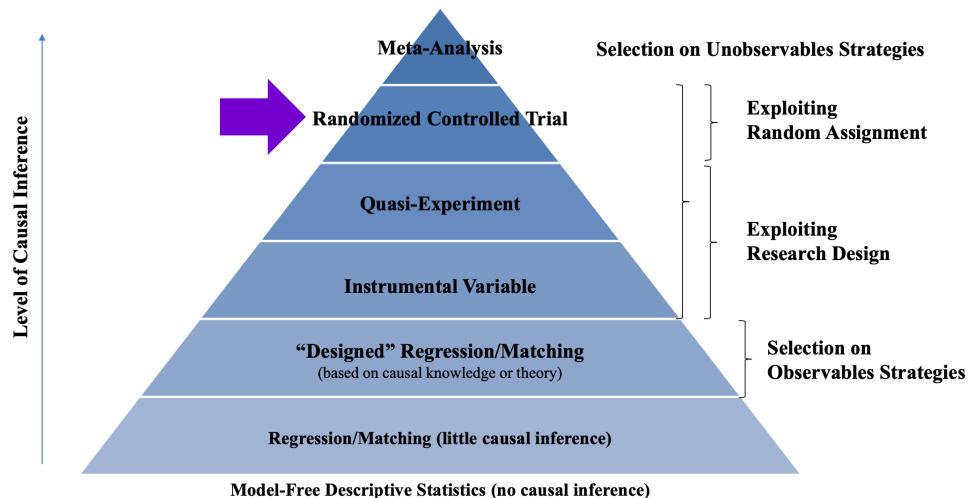 Meta-Analysis
Selection on Unobservables Strategies
Randomized Controlled Trial
Exploiting
Random Assignment
Quasi-Experiment
Exploiting
Research Design
Instrumental Variable
“Designed” Regression/Matching
(based on causal knowledge or theory)
Selection on
Observables Strategies
Regression/Matching (little causal inference)
Model-Free Descriptive Statistics (no causal inference)
Level of Causal Inference